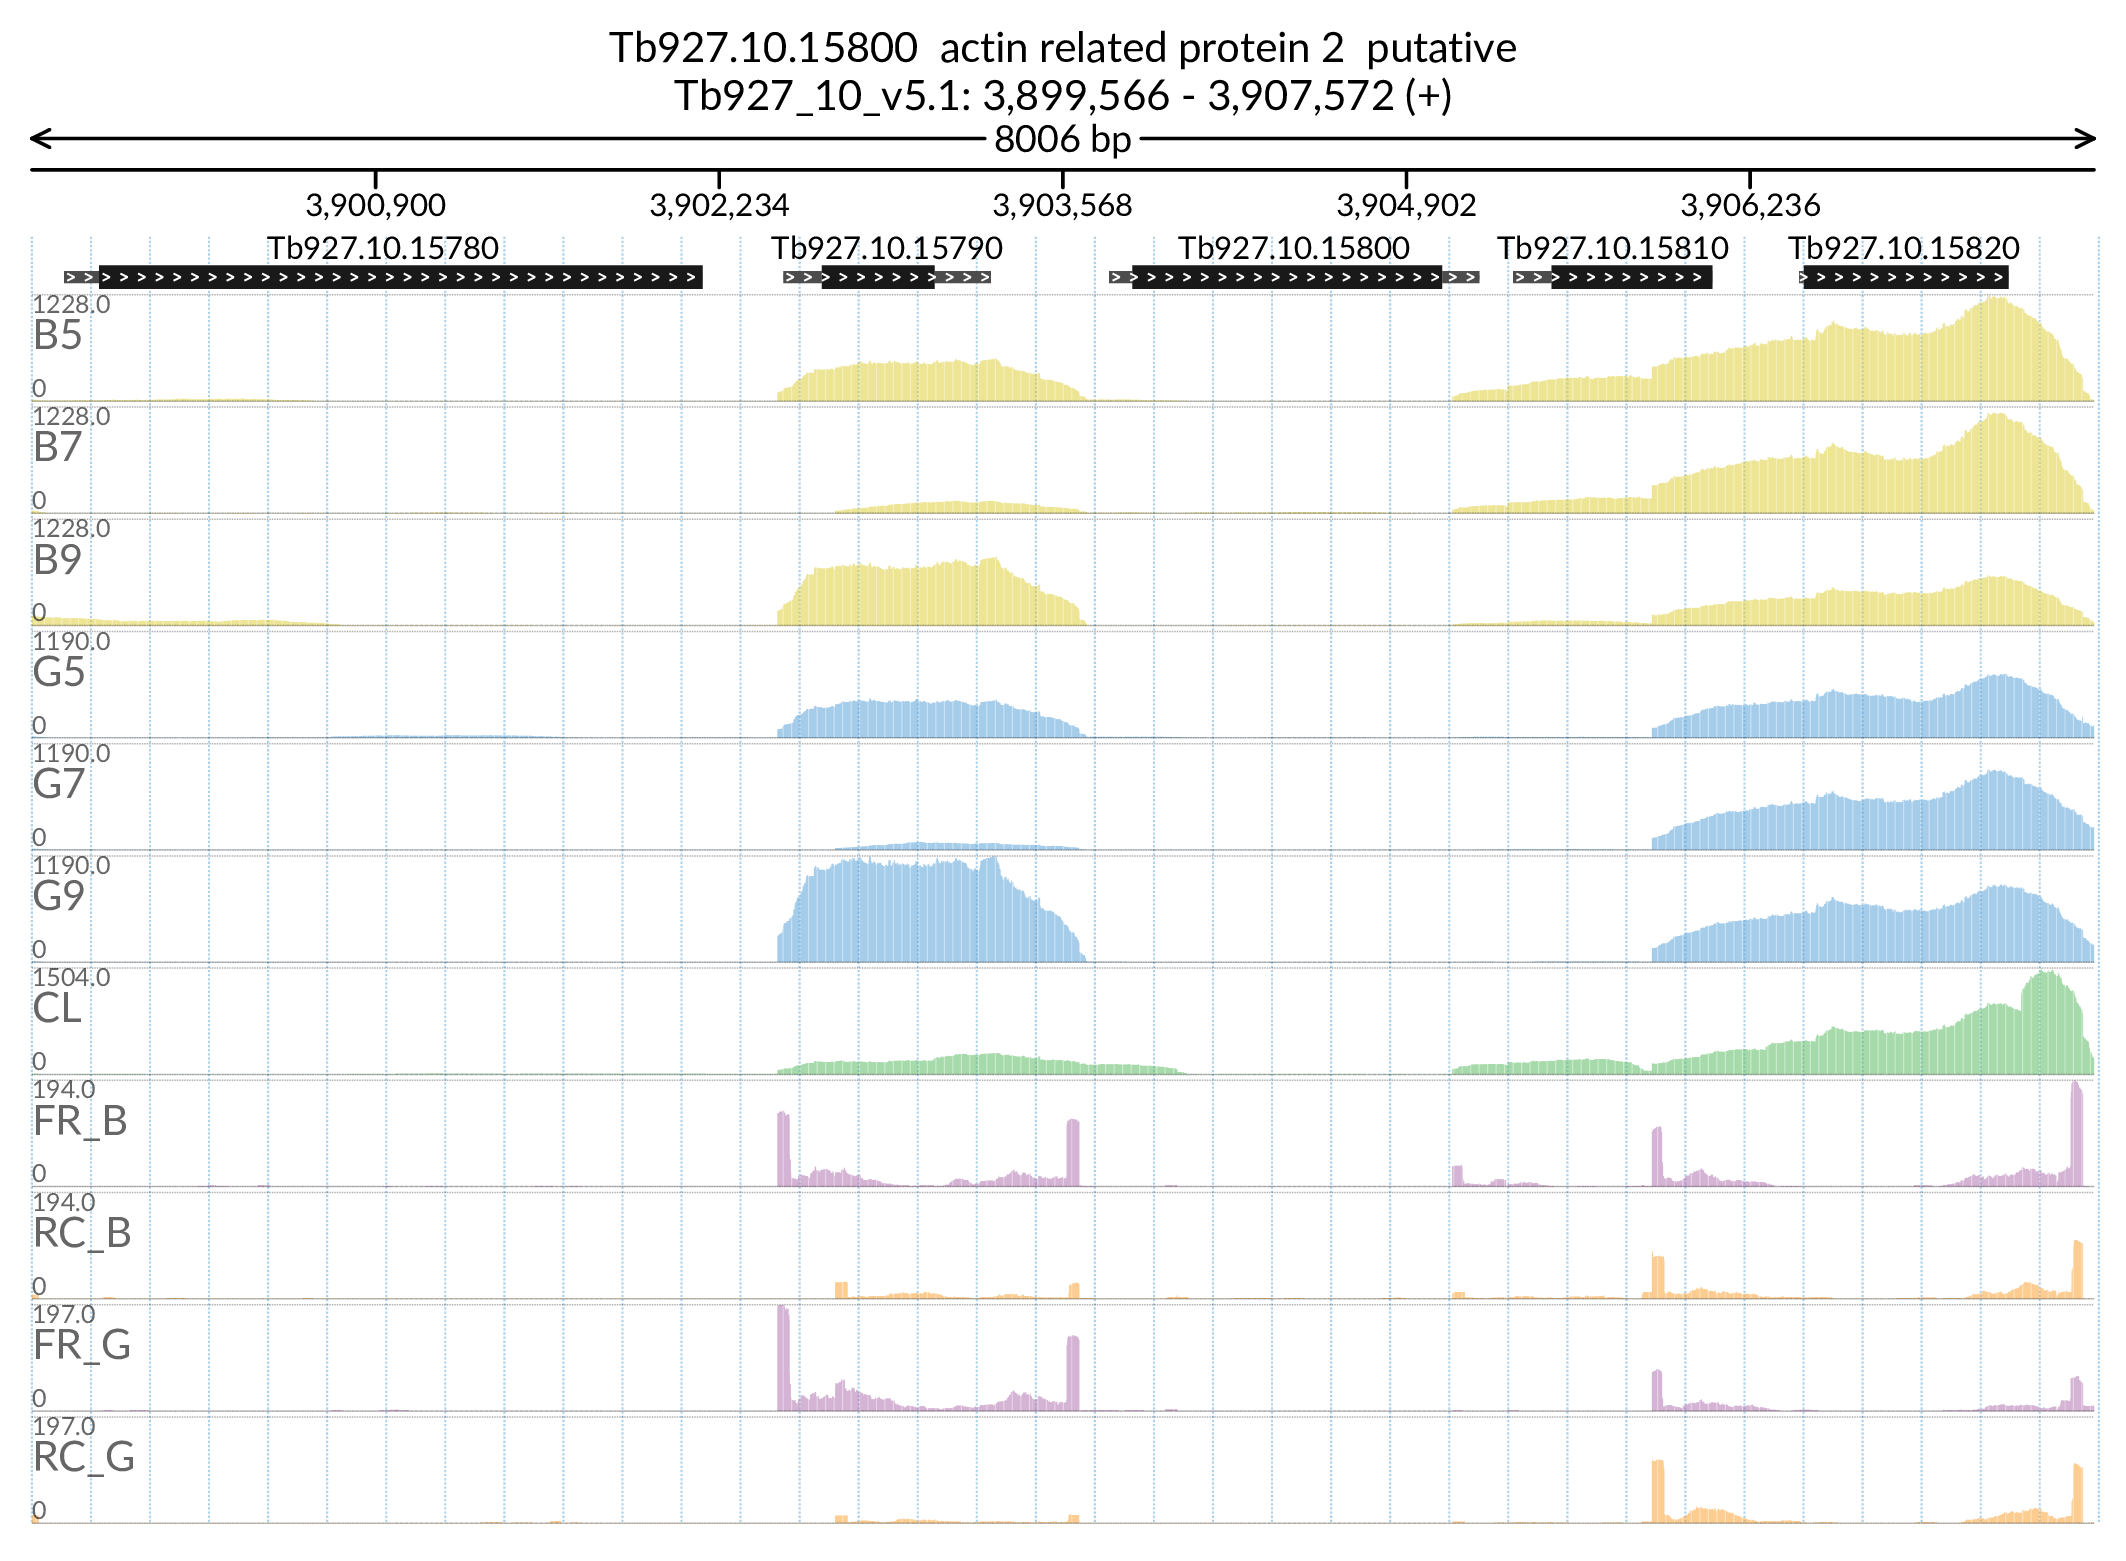 Tb927.10.15800  actin related protein 2  putative
Tb927_10_v5.1: 3,899,566 - 3,907,572 (+)
8006 bp
3,900,900 3,902,234 3,903,568 3,904,902 3,906,236
Tb927.10.15780 Tb927.10.15790 Tb927.10.15800 Tb927.10.15810 Tb927.10.15820
1228.0
B5
0
1228.0
B7
0
1228.0
B9
0
1190.0
G5
0
1190.0
G7
0
1190.0
G9
0
1504.0
CL
0
194.0
FR_B
0
194.0
RC_B
0
197.0
FR_G
0
197.0
RC_G
0